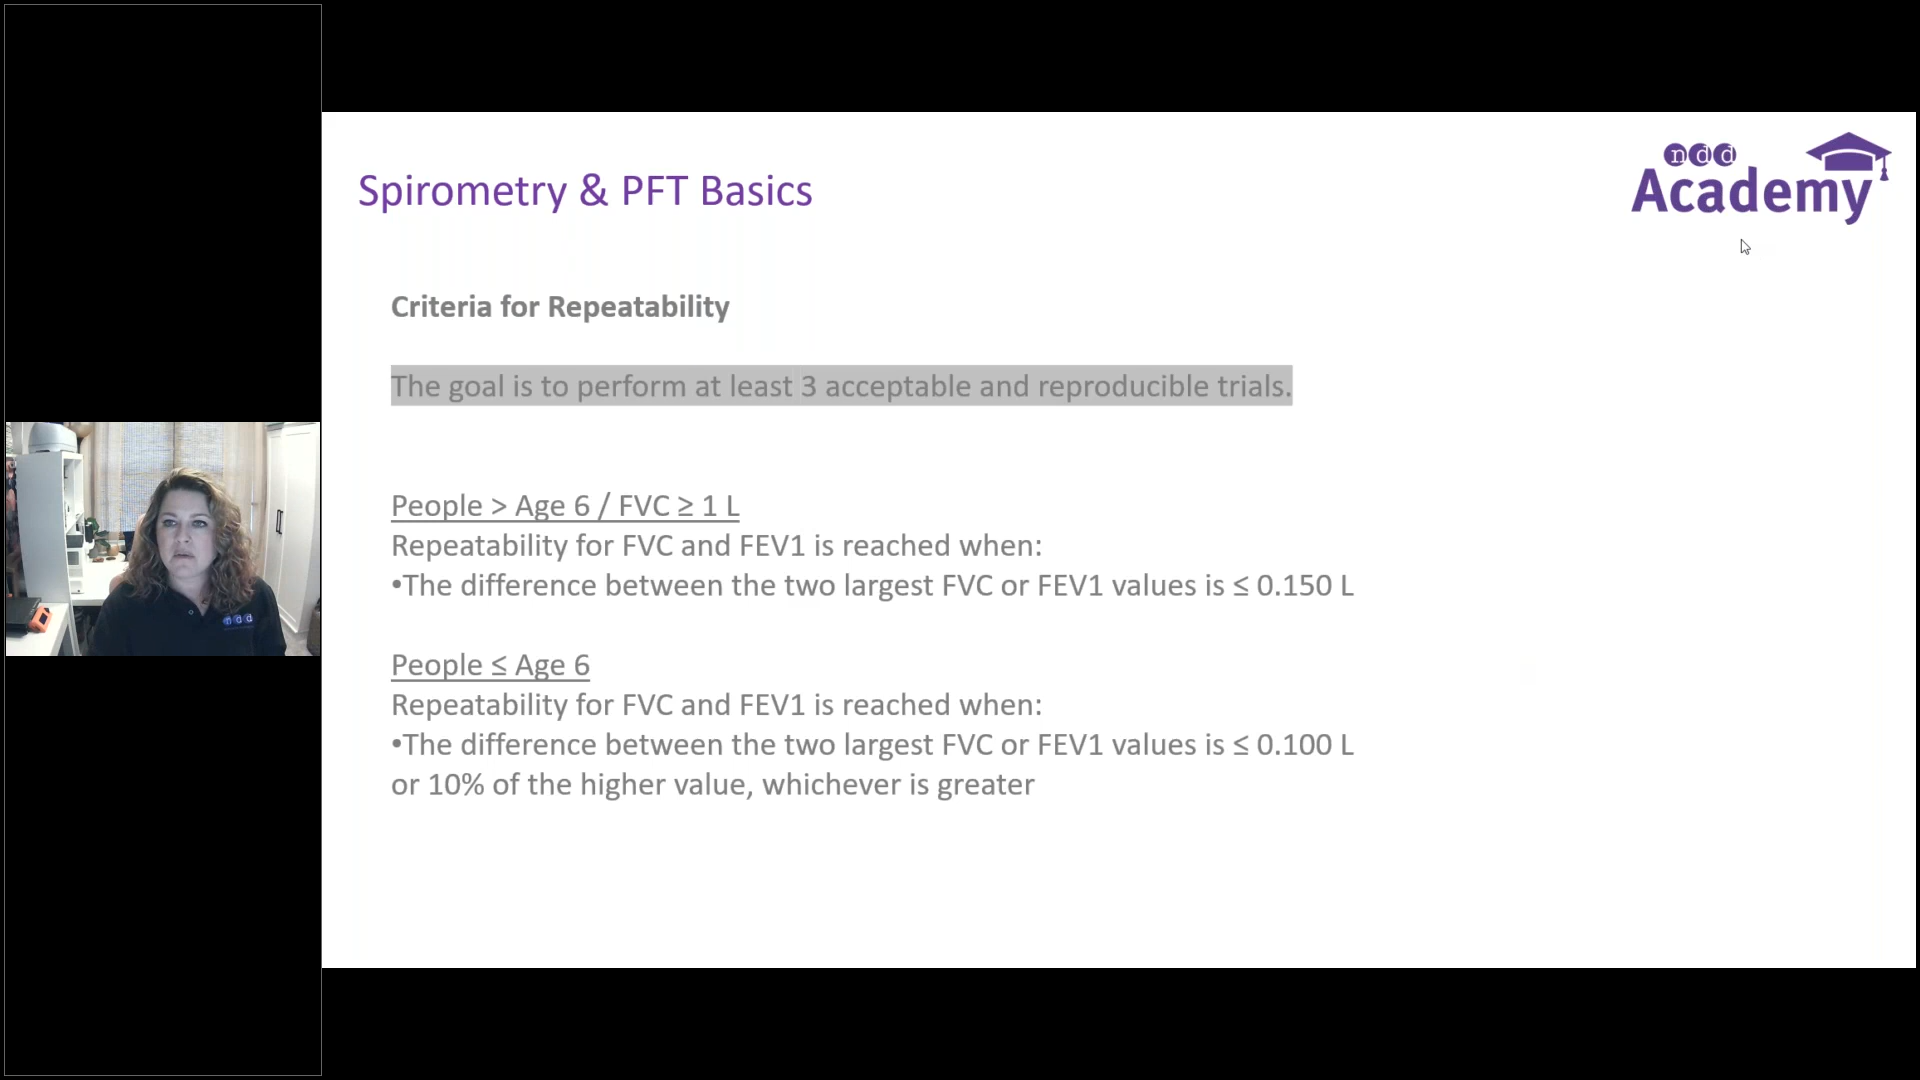 Spirometry & PFT Basics
ndd
Academy
Criteria for Repeatability
The goal is to perform at least 3 acceptable and reproducible trials.
People > Age 6 / FVC ≥ 1 L
Repeatability for FVC and FEV1 is reached when:
•The difference between the two largest FVC or FEV1 values is ≤ 0.150 L
People ≤ Age 6
Repeatability for FVC and FEV1 is reached when:
•The difference between the two largest FVC or FEV1 values is ≤ 0.100 L
or 10% of the higher value, whichever is greater
ndd